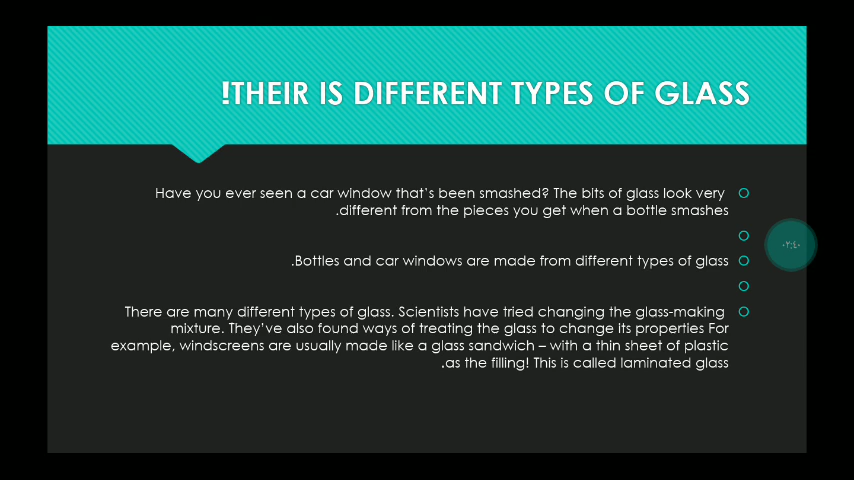 !THEIR IS DIFFERENT TYPES OF GLASS
Have you ever seen a car window that's been smashed? The bits of glass look very
.different from the pieces you get when a bottle smashes
.Bottles and car windows are made from different types of glass
There are many different types of glass. Scientists have tried changing the glass-making
mixture. They've also found ways of treating the glass to change its properties For
example, windscreens are usually made like a glass sandwich – with a thin sheet of plastic
.as the filling! This is called laminated glass
٠٢:٤٠